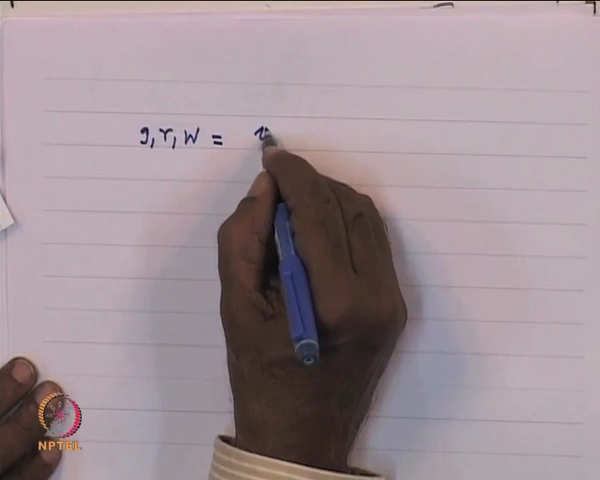 g, r, W =
NPTEL